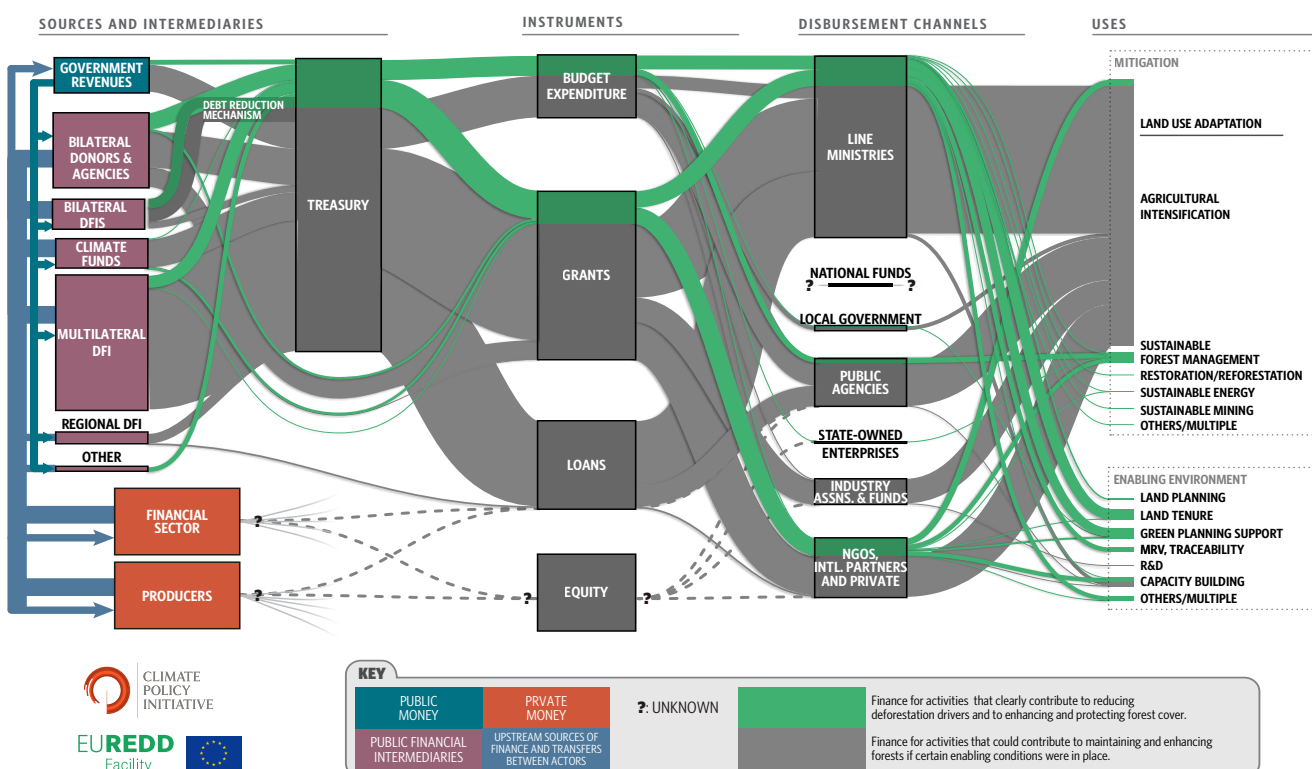 SOURCES AND INTERMEDIARIES
INSTRUMENTS
DISBURSEMENT CHANNELS
USES
GOVERNMENT
REVENUES
BILATERAL
DONORS &
AGENCIES
BILATERAL
DFIS
CLIMATE
FUNDS
MULTILATERAL
DFI
REGIONAL DFI
OTHER
FINANCIAL
SECTOR
?
PRODUCERS
?
DEBT REDUCTION
MECHANISM
TREASURY
BUDGET
EXPENDITURE
GRANTS
LOANS
?
EQUITY
?
LINE
MINISTRIES
NATIONAL FUNDS
?
?
LOCAL GOVERNMENT
PUBLIC
AGENCIES
STATE-OWNED
ENTERPRISES
INDUSTRY
ASSNS. & FUNDS
NGOS,
INTL. PARTNERS
AND PRIVATE
MITIGATION
LAND USE ADAPTATION
AGRICULTURAL
INTENSIFICATION
SUSTAINABLE
FOREST MANAGEMENT
RESTORATION/REFORESTATION
SUSTAINABLE ENERGY
SUSTAINABLE MINING
OTHERS/MULTIPLE
ENABLING ENVIRONMENT
LAND PLANNING
LAND TENURE
GREEN PLANNING SUPPORT
MRV, TRACEABILITY
R&D
CAPACITY BUILDING
OTHERS/MULTIPLE
CLIMATE
POLICY
INITIATIVE
EUREDD
Facility
KEY
PUBLIC
MONEY
PRVATE
MONEY
PUBLIC FINANCIAL
INTERMEDIARIES
UPSTREAM SOURCES OF
FINANCE AND TRANSFERS
BETWEEN ACTORS
?: UNKNOWN
Finance for activities that clearly contribute to reducing
deforestation drivers and to enhancing and protecting forest cover.
Finance for activities that could contribute to maintaining and enhancing
forests if certain enabling conditions were in place.